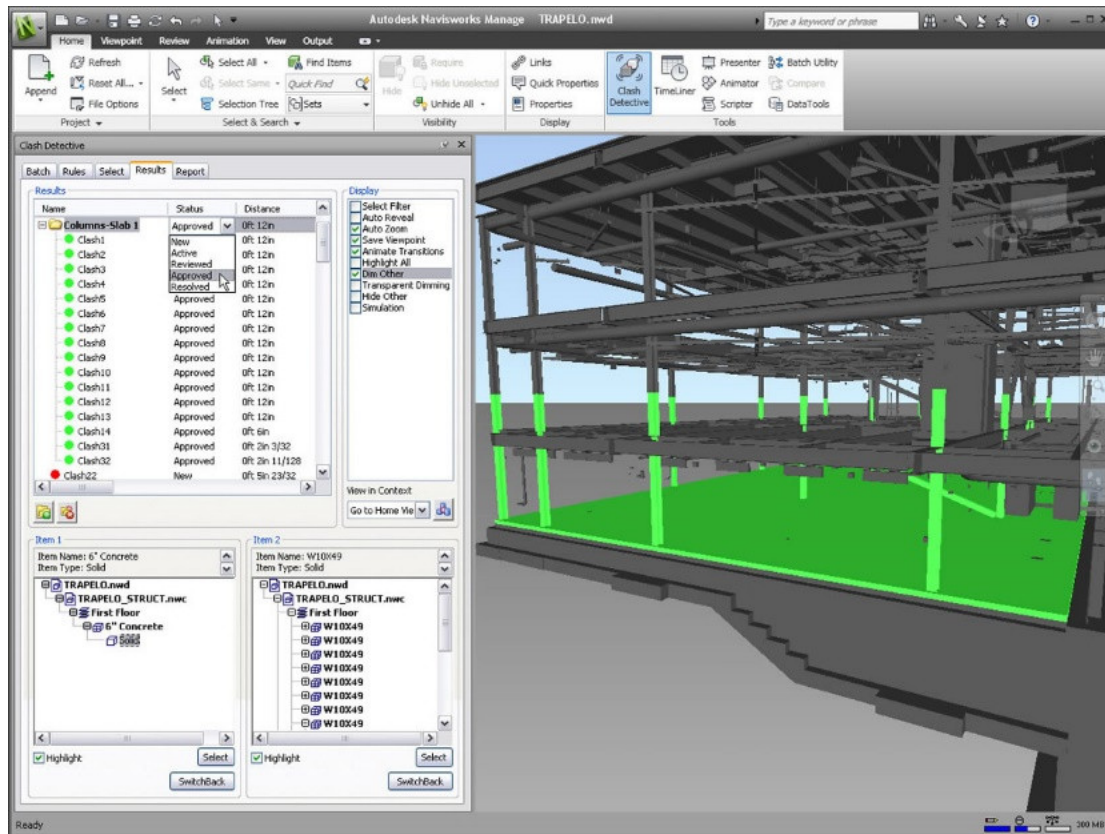 Autodesk Navisworks Manage TRAPELO.nwd
Type a keyword or phrase
Home Viewpoint Review Animation View Output
Append
Refresh
Reset All...
File Options
Project
Select
Select All
Select Same
Selection Tree
Find Items
Quick Find
Sets
Select & Search
Hide
Require
Hide Unselected
Unhide All
Visibility
Links
Quick Properties
Properties
Display
Clash Detective
TimeLiner
Presenter
Animator
Scripter
Batch Utility
Compare
DataTools
Tools
Clash Detective
Batch Rules Select Results Report
Results
Name Status Distance
Columns-Slab 1 Approved 0ft 12in
Clash1 0ft 12in
Clash2 0ft 12in
Clash3 0ft 12in
Clash4 0ft 12in
New
Active
Reviewed
Approved
Resolved
Clash5 Approved 0ft 12in
Clash6 Approved 0ft 12in
Clash7 Approved 0ft 12in
Clash8 Approved 0ft 12in
Clash9 Approved 0ft 12in
Clash10 Approved 0ft 12in
Clash11 Approved 0ft 12in
Clash12 Approved 0ft 12in
Clash13 Approved 0ft 12in
Clash14 Approved 0ft 6in
Clash31 Approved 0ft 2in 3/32
Clash32 Approved 0ft 2in 11/128
Clash22 New 0ft 5in 23/32
Display
Select Filter
Auto Reveal
Auto Zoom
Save Viewpoint
Animate Transitions
Highlight All
Dim Other
Transparent Dimming
Hide Other
Simulation
View in Context
Go to Home Vie
Item 1
Item Name: 6" Concrete
Item Type: Solid
TRAPELO.nwd
TRAPELO_STRUCT.nwc
First Floor
6" Concrete
Solid
Highlight
Select
SwitchBack
Item 2
Item Name: W10X49
Item Type: Solid
TRAPELO.nwd
TRAPELO_STRUCT.nwc
First Floor
W10X49
W10X49
W10X49
W10X49
W10X49
W10X49
W10X49
W10X49
Highlight
Select
SwitchBack
Ready
200 MB